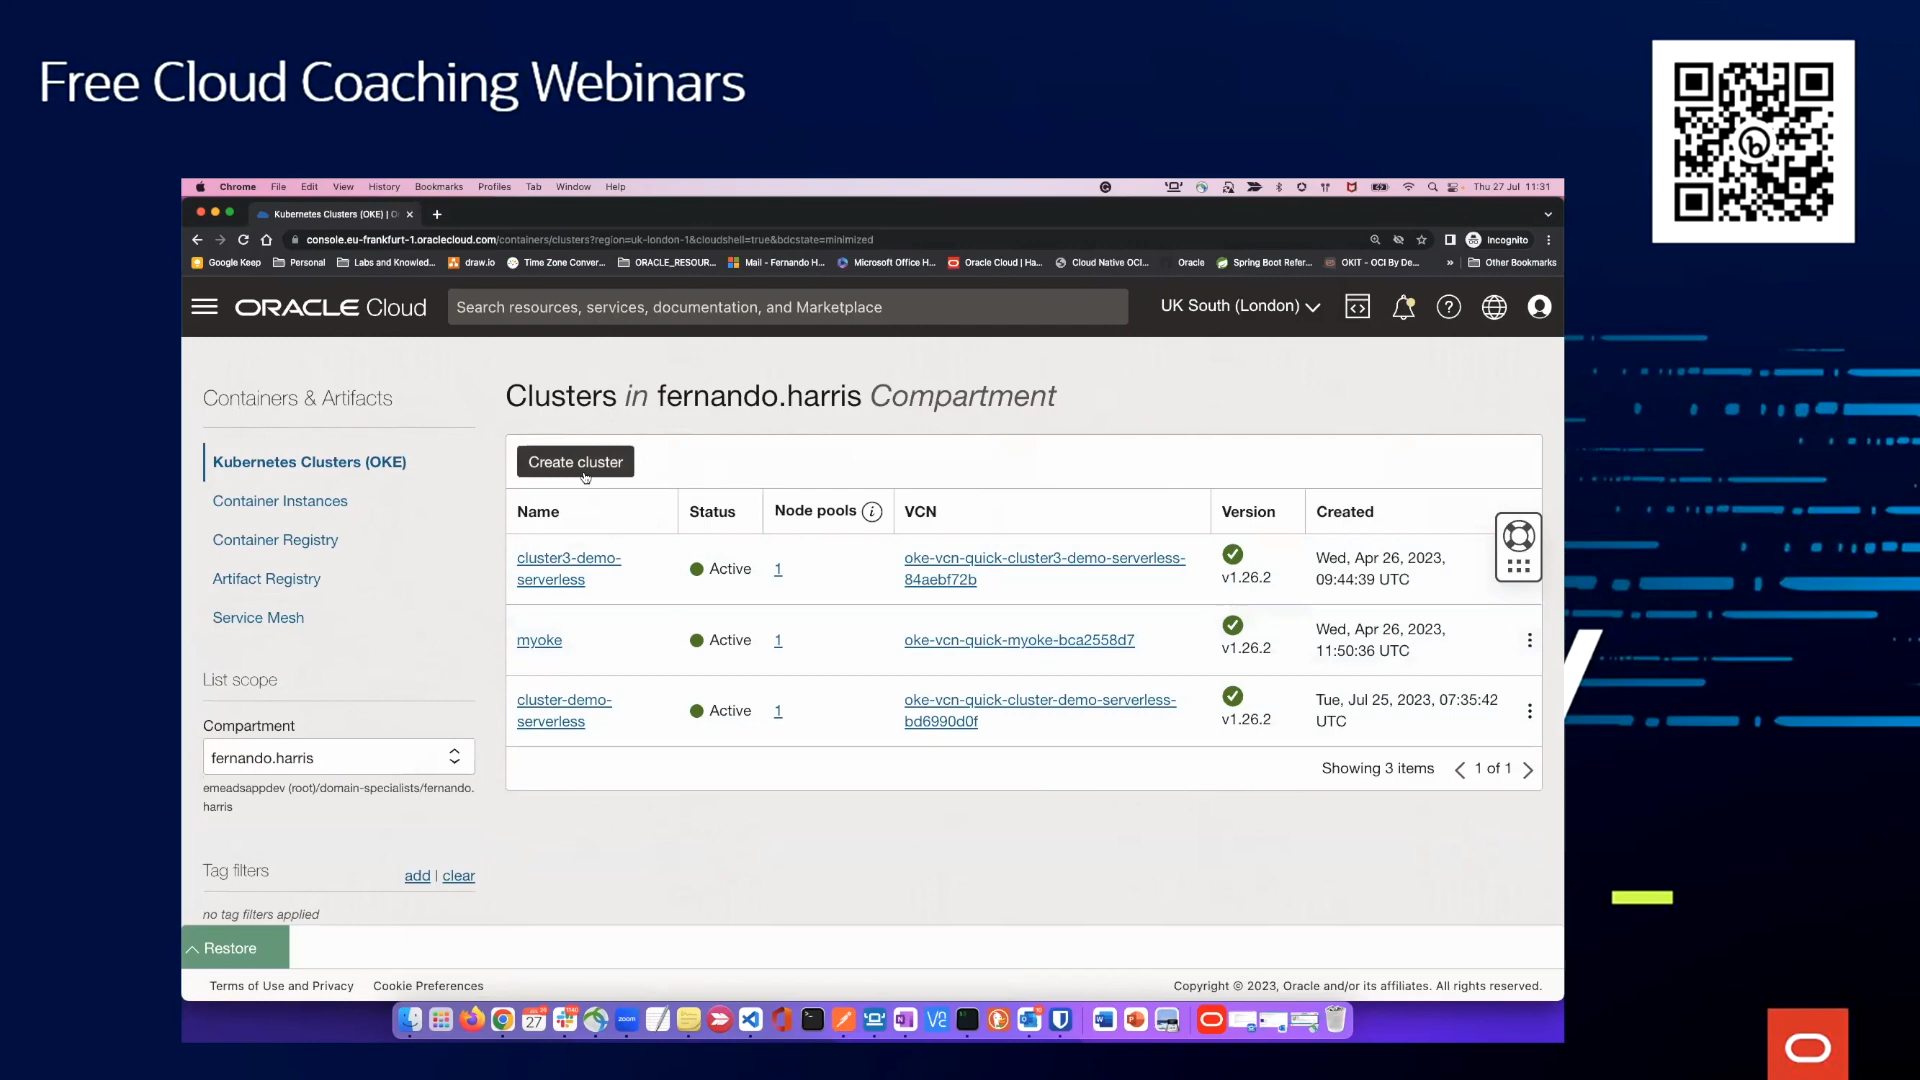 Free Cloud Coaching Webinars
Chrome File Edit View History Bookmarks Profiles Tab Window Help Thu 27 Jul 11:31
Kubernetes Clusters (OKE) | O
console.eu-frankfurt-1.oraclecloud.com/containers/clusters?region=uk-london-1&cloudshell=true&bdcstate=minimized Incognito
Google Keep Personal Labs and Knowled... draw.io Time Zone Conver... ORACLE_RESOUR... Mail - Fernando H... Microsoft Office H... Oracle Cloud | Ha... Cloud Native OCI... Oracle Spring Boot Refer... OKIT - OCI By De... » Other Bookmarks
ORACLE Cloud Search resources, services, documentation, and Marketplace UK South (London)
Containers & Artifacts
Kubernetes Clusters (OKE)
Container Instances
Container Registry
Artifact Registry
Service Mesh
List scope
Compartment
fernando.harris
emeadsappdev (root)/domain-specialists/fernando.
harris
Tag filters add | clear
no tag filters applied
Clusters in fernando.harris Compartment
Create cluster
Name Status Node pools i VCN Version Created
cluster3-demo-
serverless Active 1 oke-vcn-quick-cluster3-demo-serverless-
84aebf72b v1.26.2 Wed, Apr 26, 2023,
09:44:39 UTC
myoke Active 1 oke-vcn-quick-myoke-bca2558d7 v1.26.2 Wed, Apr 26, 2023,
11:50:36 UTC
cluster-demo-
serverless Active 1 oke-vcn-quick-cluster-demo-serverless-
bd6990d0f v1.26.2 Tue, Jul 25, 2023, 07:35:42
UTC
Showing 3 items < 1 of 1 >
Restore
Terms of Use and Privacy Cookie Preferences Copyright © 2023, Oracle and/or its affiliates. All rights reserved.
27
zoom